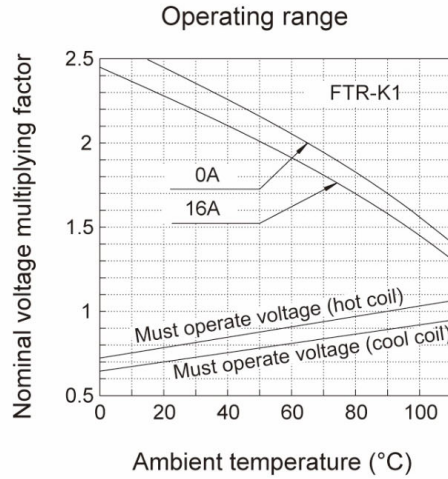 Operating range
Nominal voltage multiplying factor
2.5
2
1.5
1
0.5
FTR-K1
0A
16A
Must operate voltage (hot coil)
Must operate voltage (cool coil)
0 20 40 60 80 100
Ambient temperature (°C)